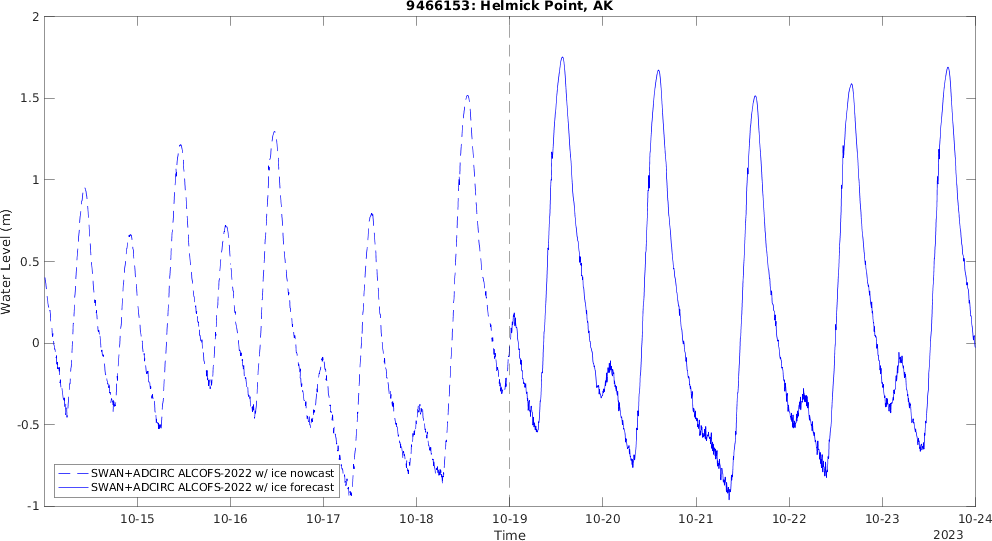 9466153: Helmick Point, AK
2
1.5
1
0.5
0
-0.5
-1
Water Level (m)
SWAN+ADCIRC ALCOFS-2022 w/ ice nowcast
SWAN+ADCIRC ALCOFS-2022 w/ ice forecast
10-15 10-16 10-17 10-18 10-19 10-20 10-21 10-22 10-23 10-24
Time
2023